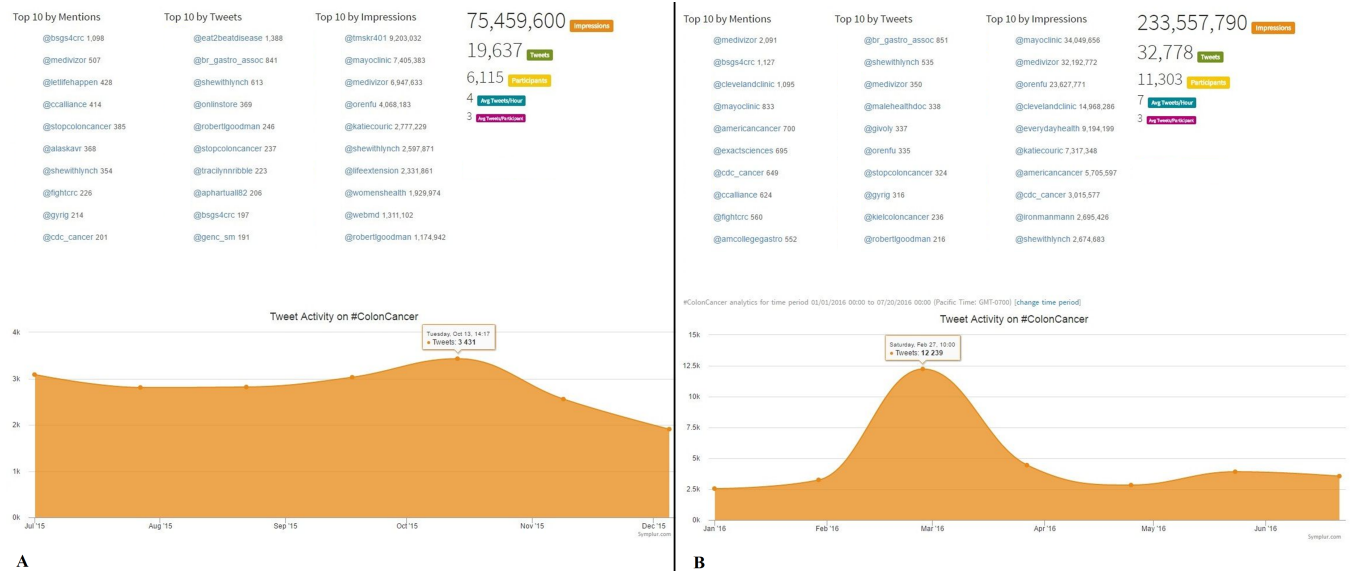 Top 10 by Mentions
@bsgs4crc 1,098
@medivizor 507
@letlifehappen 428
@ccalliance 414
@stopcoloncancer 385
@alaskavr 368
@shewithlynch 354
@fightcrc 226
@gyrig 214
@cdc_cancer 201
Top 10 by Tweets
@eat2beatdisease 1,388
@br_gastro_assoc 841
@shewithlynch 613
@onlinstore 369
@robertlgoodman 246
@stopcoloncancer 237
@tracilynnribble 223
@aphartuall82 206
@bsgs4crc 197
@genc_sm 191
Top 10 by Impressions
@tmskr401 9,203,032
@mayoclinic 7,405,383
@medivizor 6,947,633
@orenfu 4,068,183
@katiecouric 2,777,229
@shewithlynch 2,597,871
@lifeextension 2,331,861
@womenshealth 1,929,974
@webmd 1,311,102
@robertlgoodman 1,174,942
75,459,600 Impressions
19,637 Tweets
6,115 Participants
4 Avg Tweets/Hour
3 Avg Tweets/Participant
Tweet Activity on #ColonCancer
Tuesday, Oct 13, 14:17
Tweets: 3 431
4k
3k
2k
1k
0k
Jul '15
Aug '15
Sep '15
Oct '15
Nov '15
Dec '15
Symplur.com
A
Top 10 by Mentions
@medivizor 2,091
@bsgs4crc 1,127
@clevelandclinic 1,095
@mayoclinic 833
@americancancer 700
@exactsciences 695
@cdc_cancer 649
@ccalliance 624
@fightcrc 560
@amcollegegastro 552
Top 10 by Tweets
@br_gastro_assoc 851
@shewithlynch 535
@medivizor 350
@malehealthdoc 338
@givoly 337
@orenfu 335
@stopcoloncancer 324
@gyrig 316
@kielcoloncancer 236
@robertlgoodman 216
Top 10 by Impressions
@mayoclinic 34,049,656
@medivizor 32,192,772
@orenfu 23,627,771
@clevelandclinic 14,968,286
@everydayhealth 9,194,199
@katiecouric 7,317,348
@americancancer 5,705,597
@cdc_cancer 3,015,577
@ironmanmann 2,695,426
@shewithlynch 2,674,683
233,557,790 Impressions
32,778 Tweets
11,303 Participants
7 Avg Tweets/Hour
3 Avg Tweets/Participant
#ColonCancer analytics for time period 01/01/2016 00:00 to 07/20/2016 00:00 (Pacific Time: GMT-0700) [change time period]
Tweet Activity on #ColonCancer
Saturday, Feb 27, 10:00
Tweets: 12 239
15k
12.5k
10k
7.5k
5k
2.5k
0k
Jan '16
Feb '16
Mar '16
Apr '16
May '16
Jun '16
Symplur.com
B